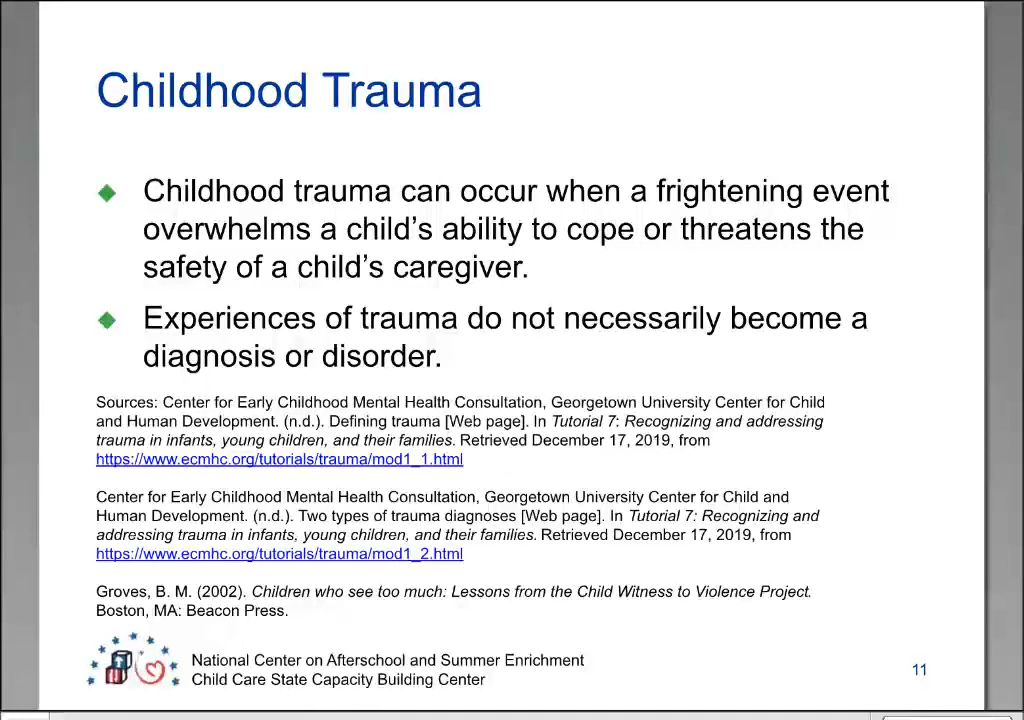 Childhood Trauma
Childhood trauma can occur when a frightening event
overwhelms a child's ability to cope or threatens the
safety of a child's caregiver.
Experiences of trauma do not necessarily become a
diagnosis or disorder.
Sources: Center for Early Childhood Mental Health Consultation, Georgetown University Center for Child
and Human Development. (n.d.). Defining trauma [Web page]. In Tutorial 7: Recognizing and addressing
trauma in infants, young children, and their families. Retrieved December 17, 2019, from
https://www.ecmhc.org/tutorials/trauma/mod1_1.html
Center for Early Childhood Mental Health Consultation, Georgetown University Center for Child and
Human Development. (n.d.). Two types of trauma diagnoses [Web page]. In Tutorial 7: Recognizing and
addressing trauma in infants, young children, and their families. Retrieved December 17, 2019, from
https://www.ecmhc.org/tutorials/trauma/mod1_2.html
Groves, B. M. (2002). Children who see too much: Lessons from the Child Witness to Violence Project.
Boston, MA: Beacon Press.
National Center on Afterschool and Summer Enrichment
Child Care State Capacity Building Center
11